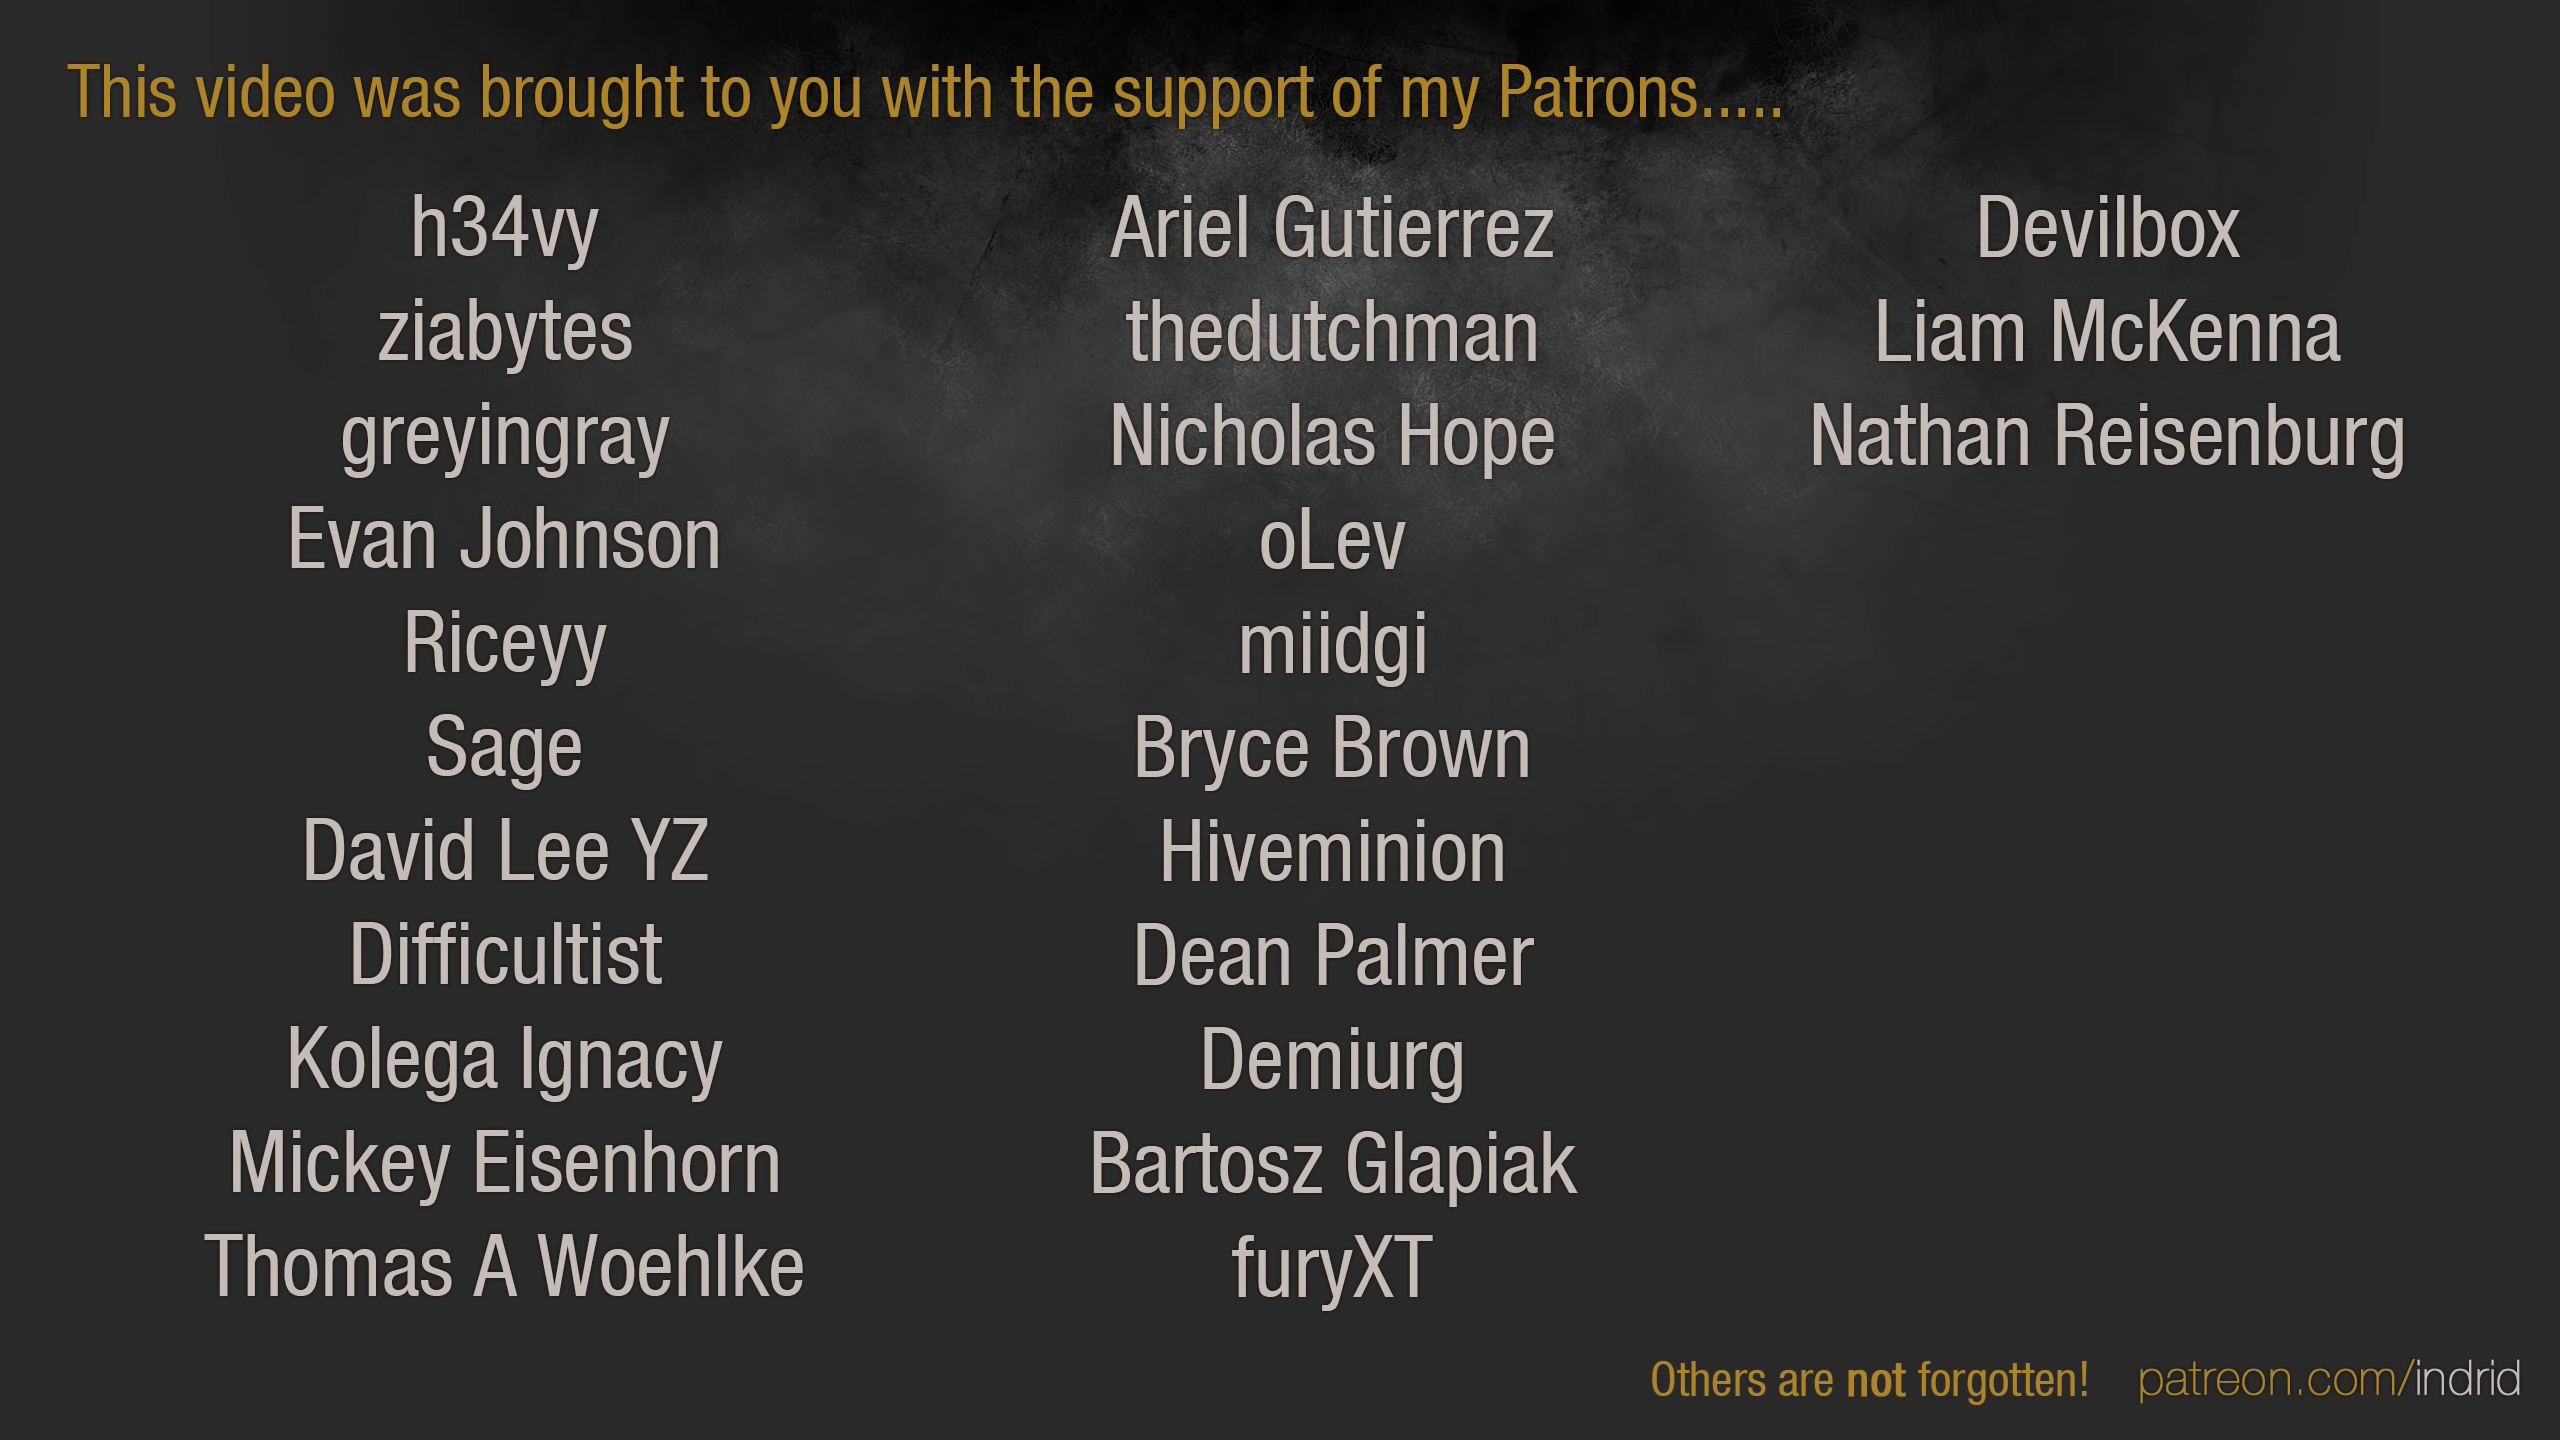 This video was brought to you with the support of my Patrons.....
h34vy
ziabytes
greyingray
Evan Johnson
Riceyy
Sage
David Lee YZ
Difficultist
Kolega Ignacy
Mickey Eisenhorn
Thomas A Woehlke
Ariel Gutierrez
thedutchman
Nicholas Hope
oLev
miidgi
Bryce Brown
Hiveminion
Dean Palmer
Demiurg
Bartosz Glapiak
furyXT
Devilbox
Liam McKenna
Nathan Reisenburg
Others are not forgotten! patreon.com/indrid